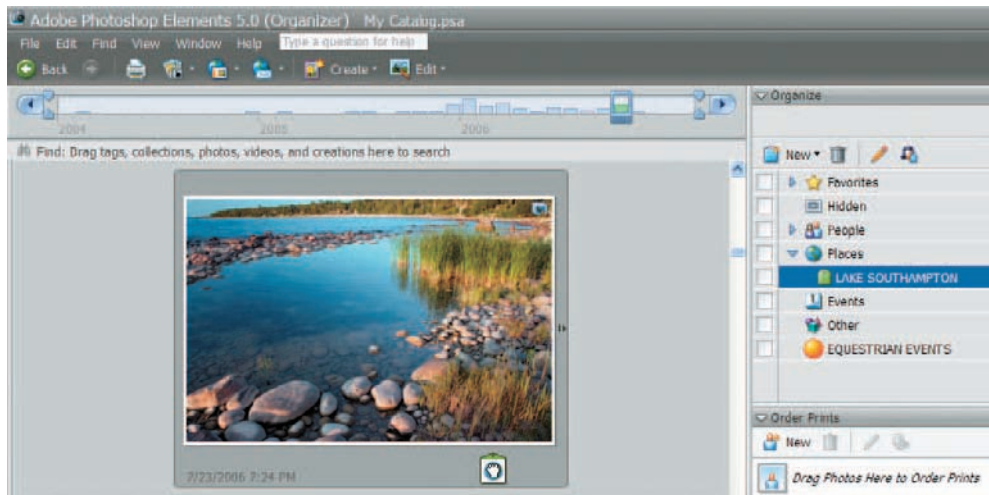 Adobe Photoshop Elements 5.0 (Organizer) My Catalog.psa
File Edit Find View Window Help Type a question for help
Back Create Edit
2004 2005 2006
Find: Drag tags, collections, photos, videos, and creations here to search
7/23/2006 7:24 PM
Organize
New
Favorites
Hidden
People
Places
LAKE SOUTHAMPTON
Events
Other
EQUESTRIAN EVENTS
Order Prints
New
Drag Photos Here to Order Prints